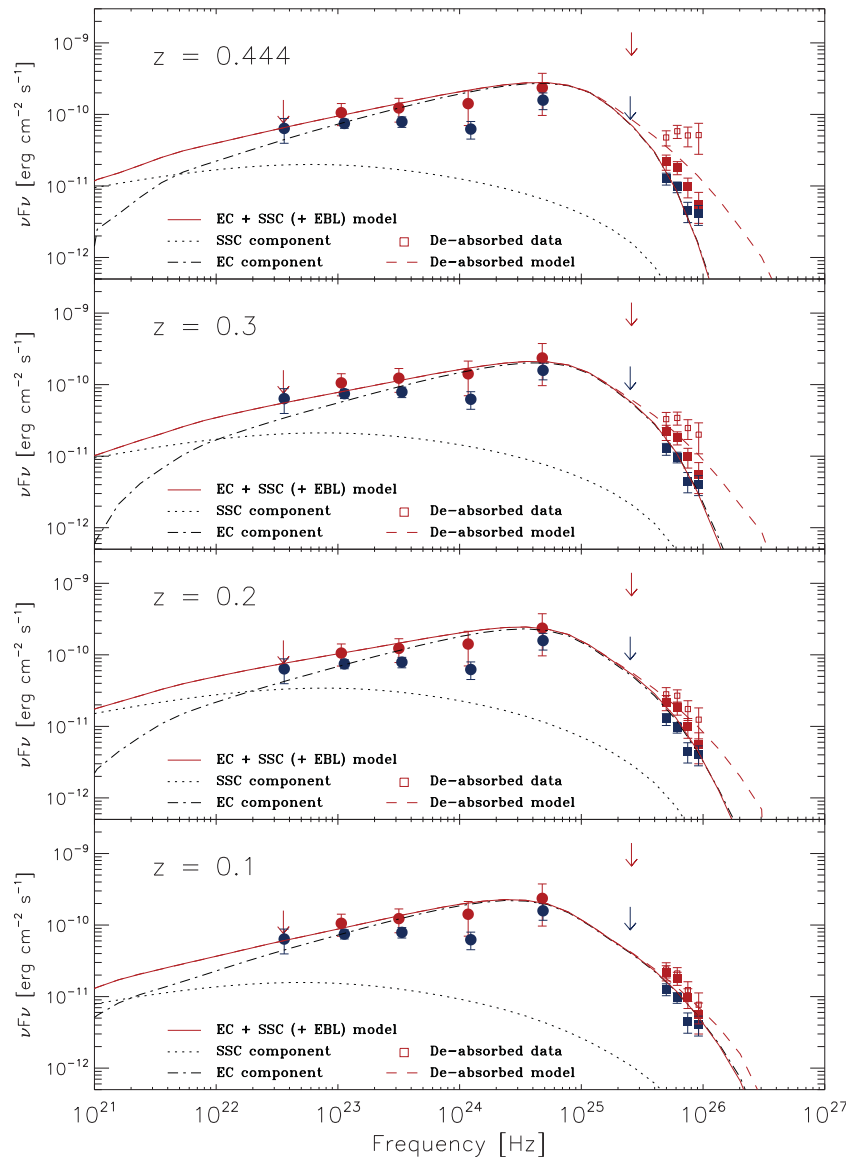 10⁻⁹
z = 0.444
10⁻¹⁰
νFν [erg cm⁻² s⁻¹]
10⁻¹¹
EC + SSC (+ EBL) model
SSC component
De-absorbed data
10⁻¹²
EC component
De-absorbed model
10⁻⁹
z = 0.3
10⁻¹⁰
νFν [erg cm⁻² s⁻¹]
10⁻¹¹
EC + SSC (+ EBL) model
SSC component
De-absorbed data
10⁻¹²
EC component
De-absorbed model
10⁻⁹
z = 0.2
10⁻¹⁰
νFν [erg cm⁻² s⁻¹]
10⁻¹¹
EC + SSC (+ EBL) model
SSC component
De-absorbed data
10⁻¹²
EC component
De-absorbed model
10⁻⁹
z = 0.1
10⁻¹⁰
νFν [erg cm⁻² s⁻¹]
10⁻¹¹
EC + SSC (+ EBL) model
SSC component
De-absorbed data
10⁻¹²
EC component
De-absorbed model
10²¹ 10²² 10²³ 10²⁴ 10²⁵ 10²⁶ 10²⁷
Frequency [Hz]